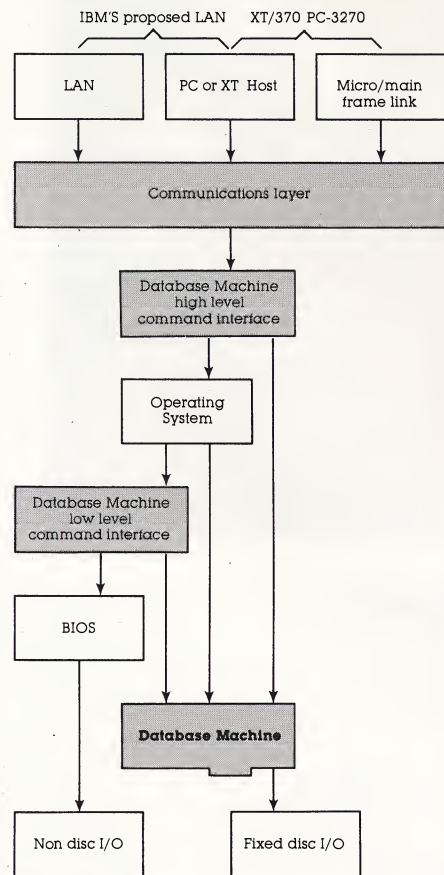 IBM'S proposed LAN XT/370 PC-3270
LAN
PC or XT Host
Micro/main
frame link
Communications layer
Database Machine
high level
command interface
Operating
System
Database Machine
low level
command interface
BIOS
Database Machine
Non disc I/O
Fixed disc I/O